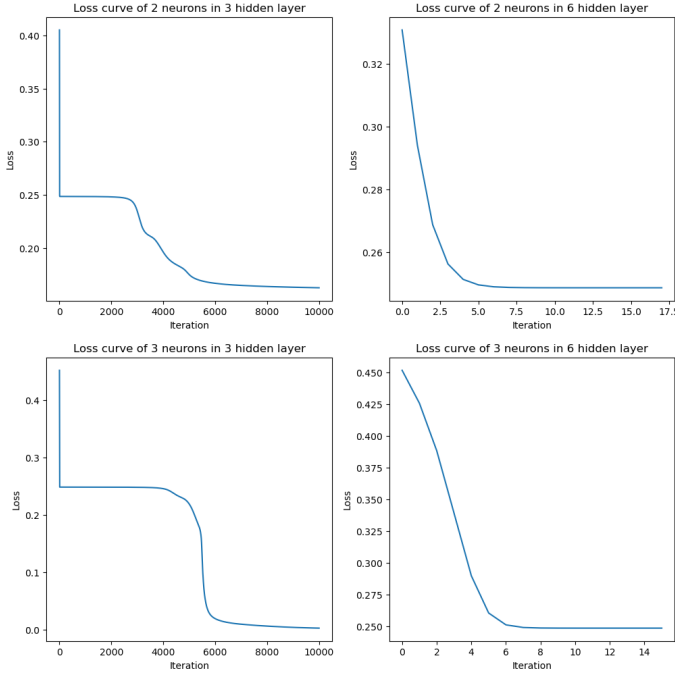 Loss curve of 2 neurons in 3 hidden layer
0.40
0.35
0.30
0.25
0.20
Loss
0 2000 4000 6000 8000 10000
Iteration
Loss curve of 2 neurons in 6 hidden layer
0.32
0.30
0.28
0.26
Loss
0.0 2.5 5.0 7.5 10.0 12.5 15.0 17.5
Iteration
Loss curve of 3 neurons in 3 hidden layer
0.4
0.3
0.2
0.1
0.0
Loss
0 2000 4000 6000 8000 10000
Iteration
Loss curve of 3 neurons in 6 hidden layer
0.450
0.425
0.400
0.375
0.350
0.325
0.300
0.275
0.250
Loss
0 2 4 6 8 10 12 14
Iteration